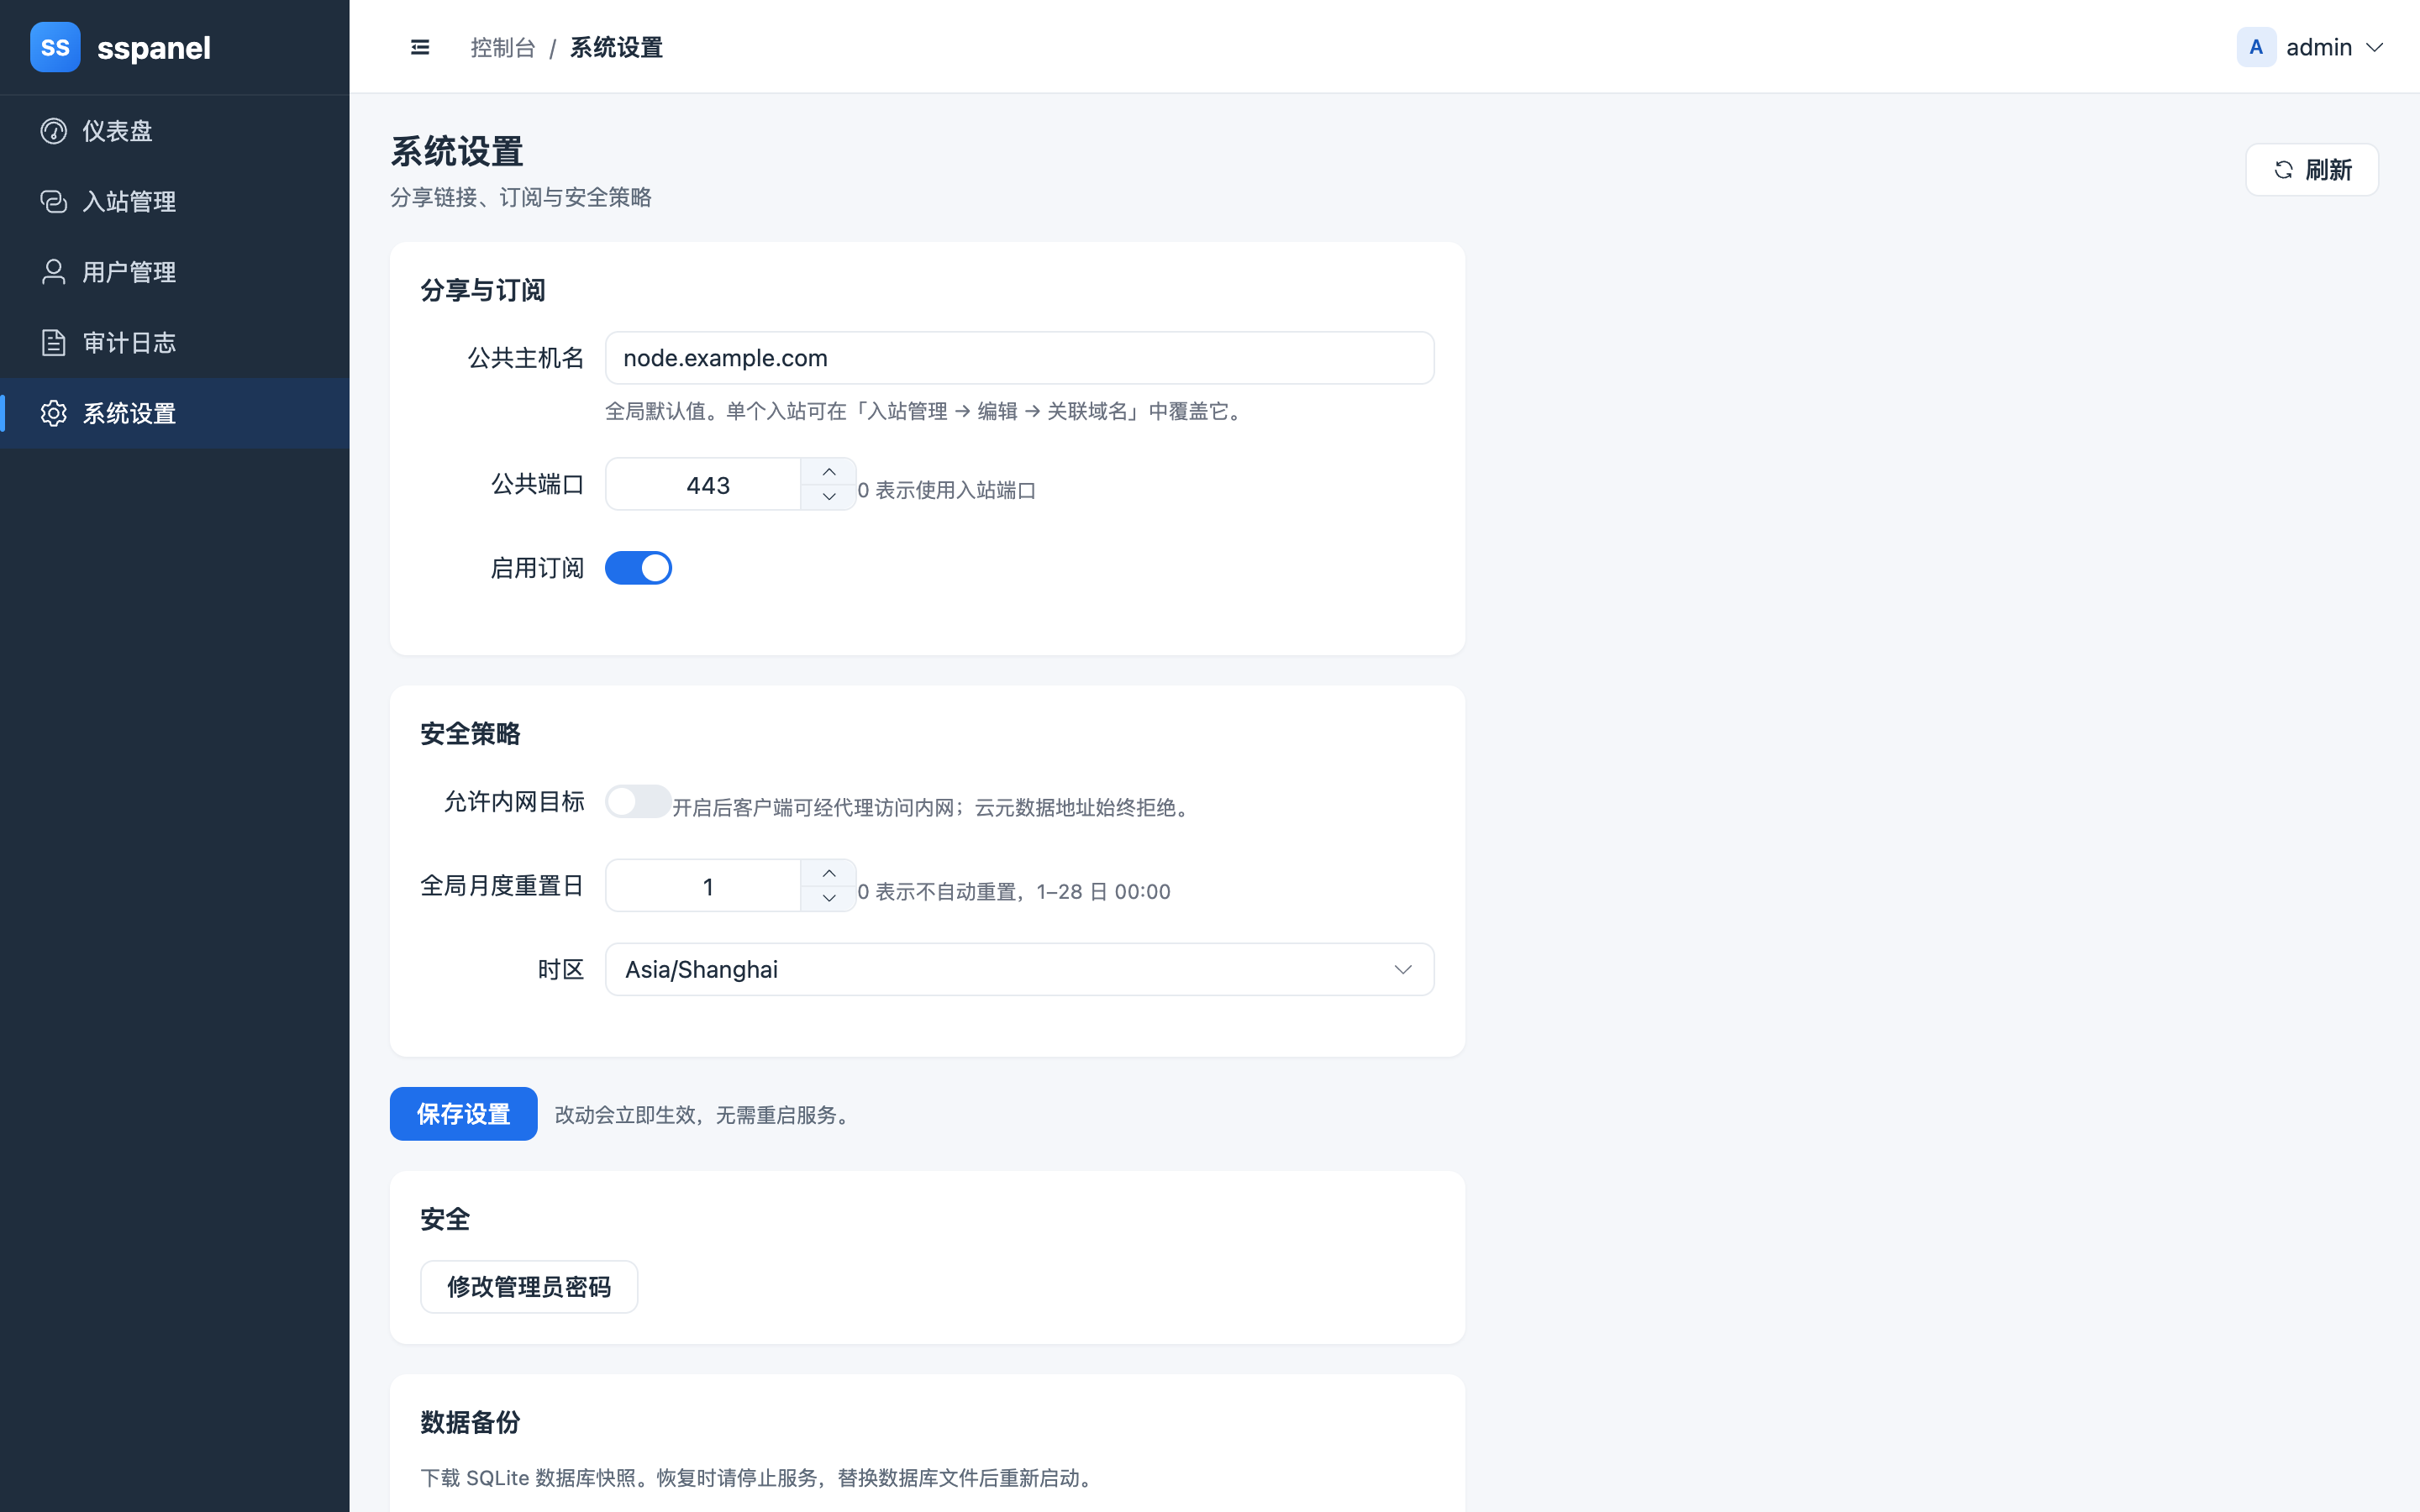 SS sspanel
仪表盘
入站管理
用户管理
审计日志
系统设置
控制台 / 系统设置
A admin
系统设置
分享链接、订阅与安全策略
刷新
分享与订阅
公共主机名 node.example.com
全局默认值。单个入站可在「入站管理 → 编辑 → 关联域名」中覆盖它。
公共端口 443 0 表示使用入站端口
启用订阅
安全策略
允许内网目标 开启后客户端可经代理访问内网；云元数据地址始终拒绝。
全局月度重置日 1 0 表示不自动重置，1–28 日 00:00
时区 Asia/Shanghai
保存设置 改动会立即生效，无需重启服务。
安全
修改管理员密码
数据备份
下载 SQLite 数据库快照。恢复时请停止服务，替换数据库文件后重新启动。